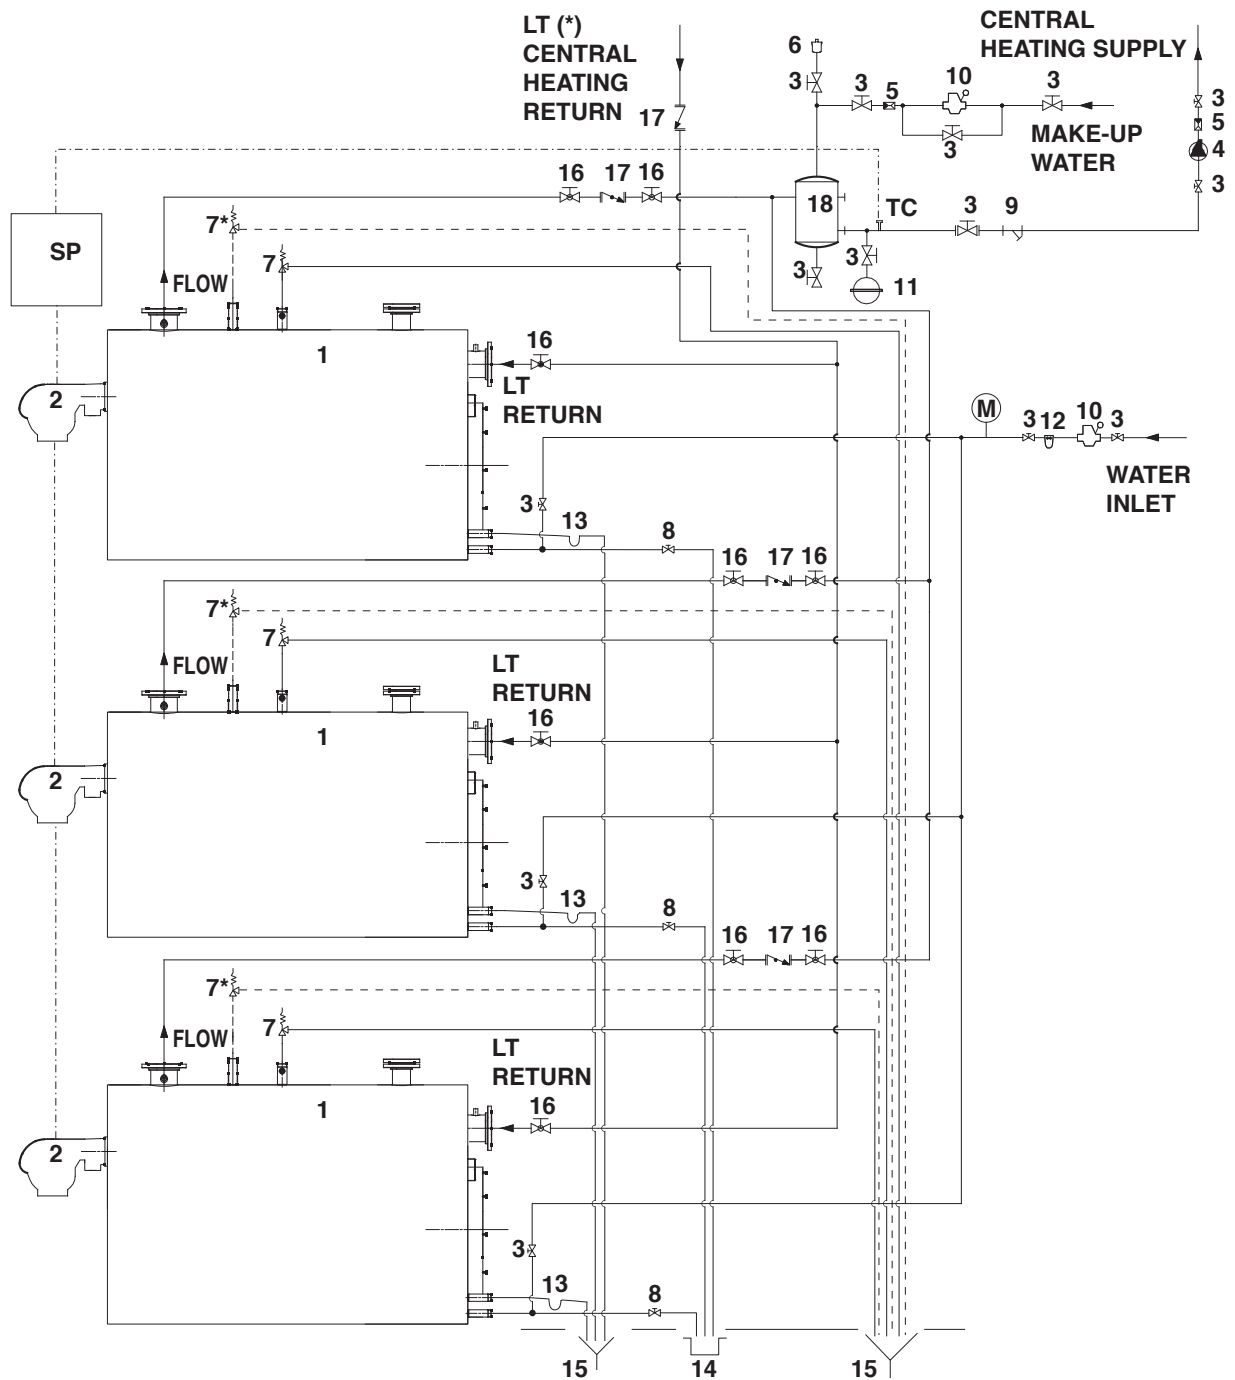 LT (*)
CENTRAL
HEATING
RETURN
CENTRAL
HEATING SUPPLY
6
3
3
5
10
3
3
17
3
5
4
MAKE-UP
WATER
16
17
16
3
18
TC
3
9
SP
7*
7
3
3
11
FLOW
1
16
2
LT
RETURN
M
3
12
10
3
WATER
INLET
3
13
8
16
17
16
7*
7
FLOW
LT
RETURN
16
1
2
3
13
8
16
17
16
7*
7
FLOW
LT
RETURN
16
1
2
3
13
8
15
14
15